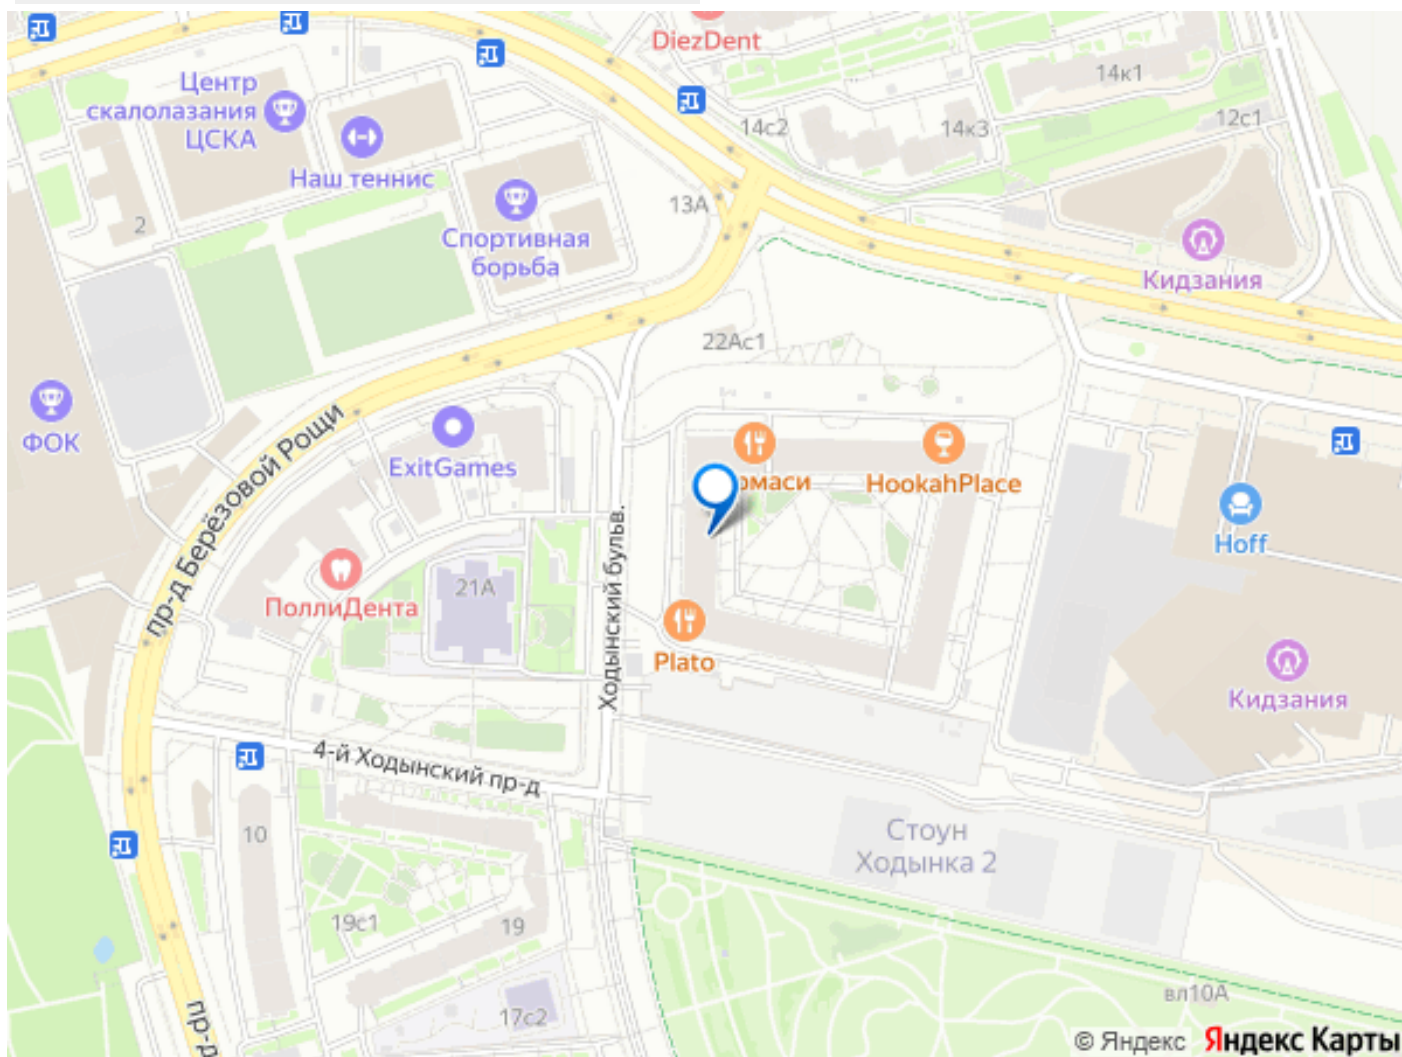 DiezDent
14к1
Центр
скалолазания
ЦСКА
14с2
14к3
12с1
Наш теннис
13А
2
Спортивная
борьба
Кидзания
22Ас1
ФОК
пр-д Берёзовой Рощи
ExitGames
омаси
HookahPlace
Hoff
Ходынский бульв.
21А
ПоллиДента
Plato
Кидзания
4-й Ходынский пр-д
10
Стоун
Ходынка 2
19с1
19
17с2
вл10А
пр-д
© Яндекс Яндекс Карты